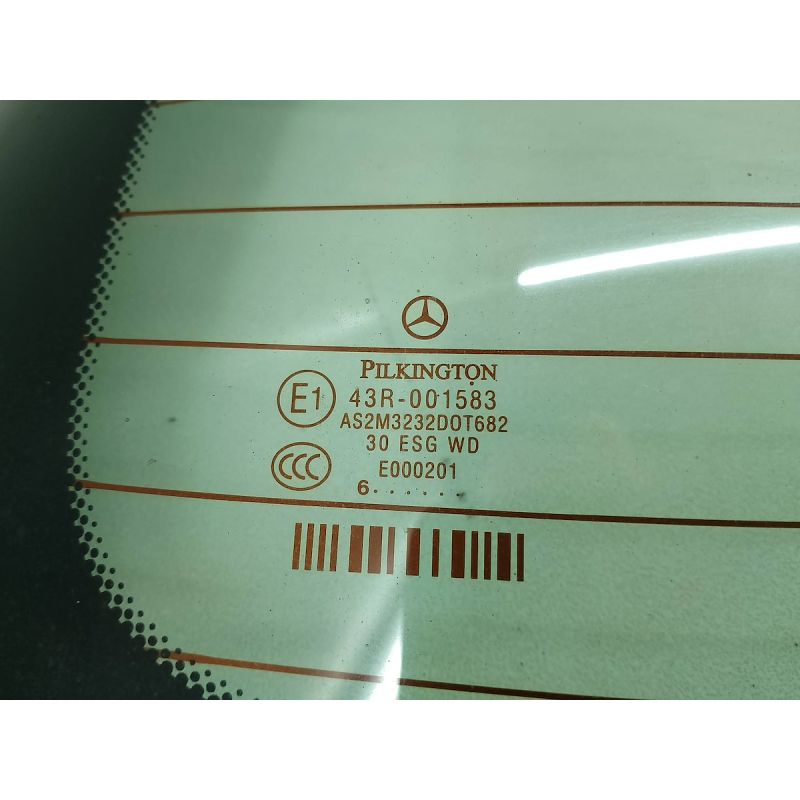 PILKINGTON
E1 43R-001583
AS2M3232DOT682
30 ESG WD
CCC E000201
6......